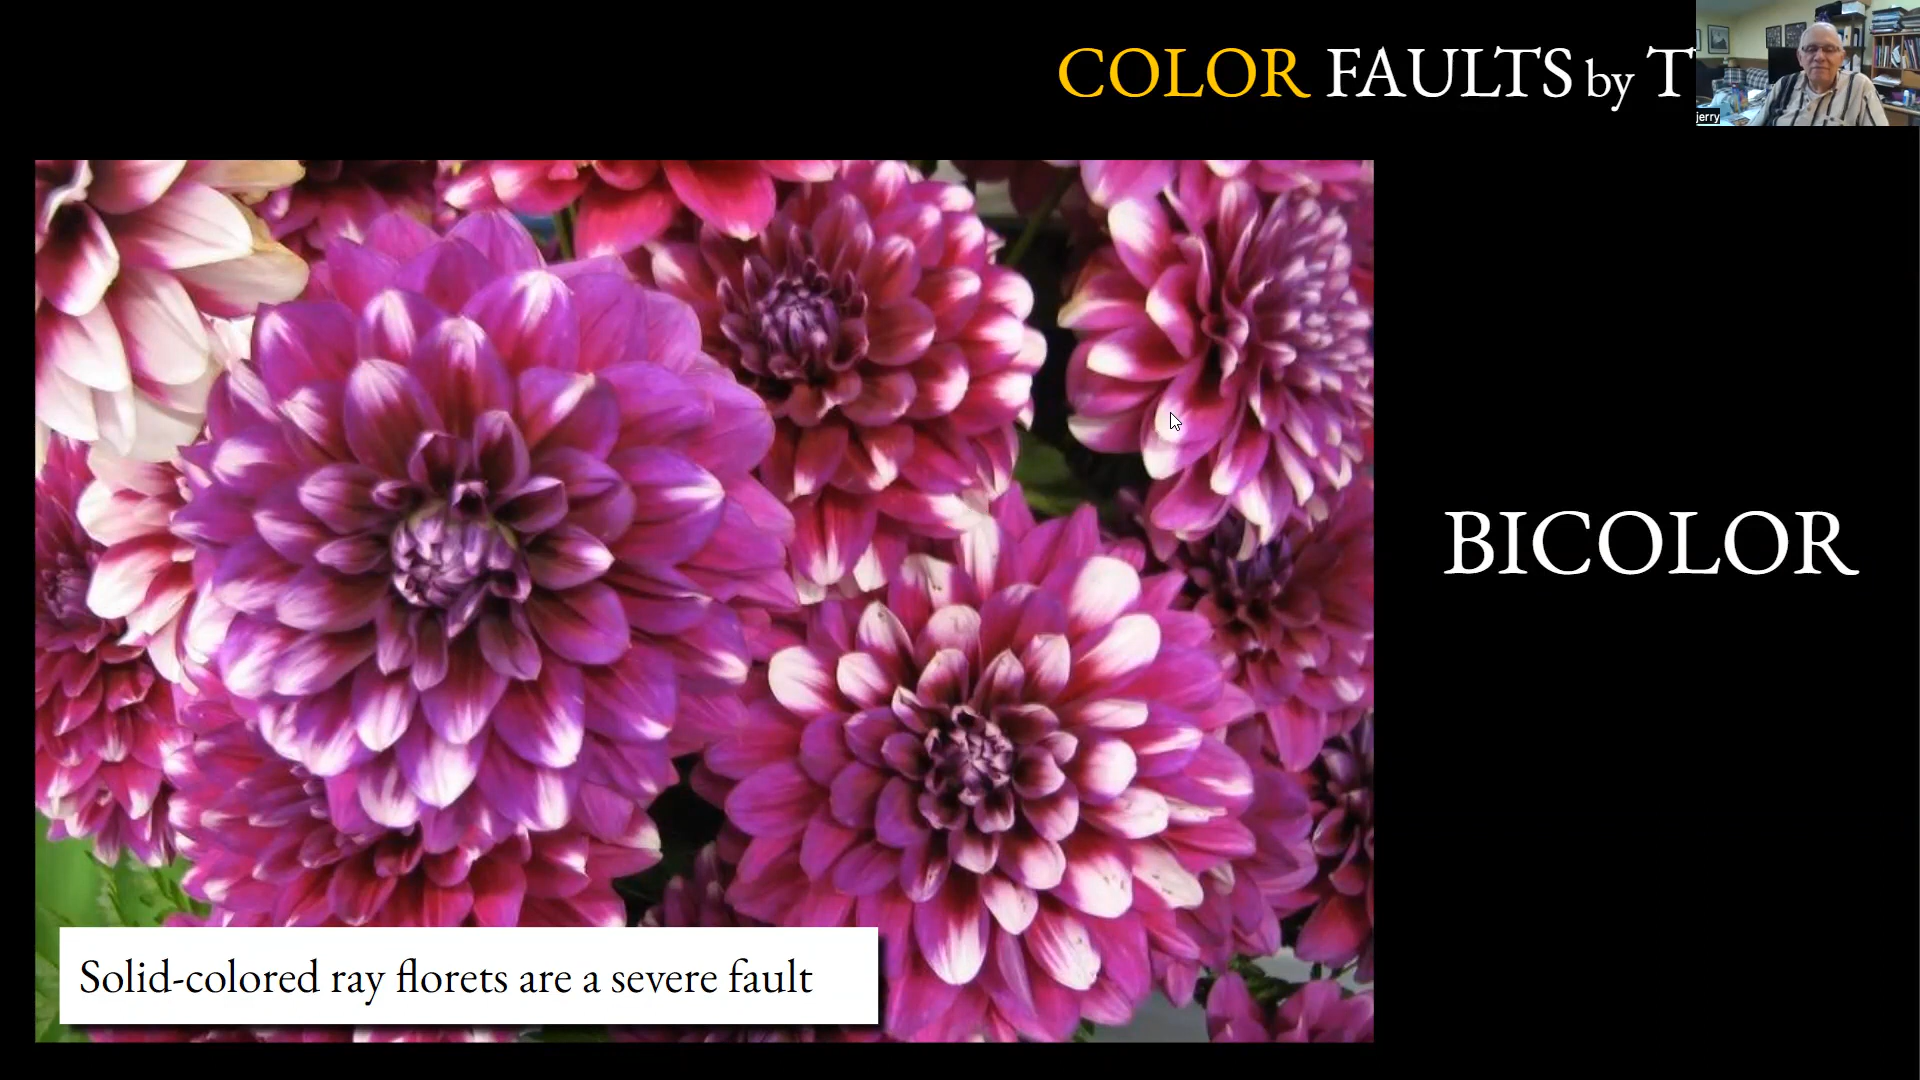 COLOR FAULTS by T
jerry
BICOLOR
Solid-colored ray florets are a severe fault